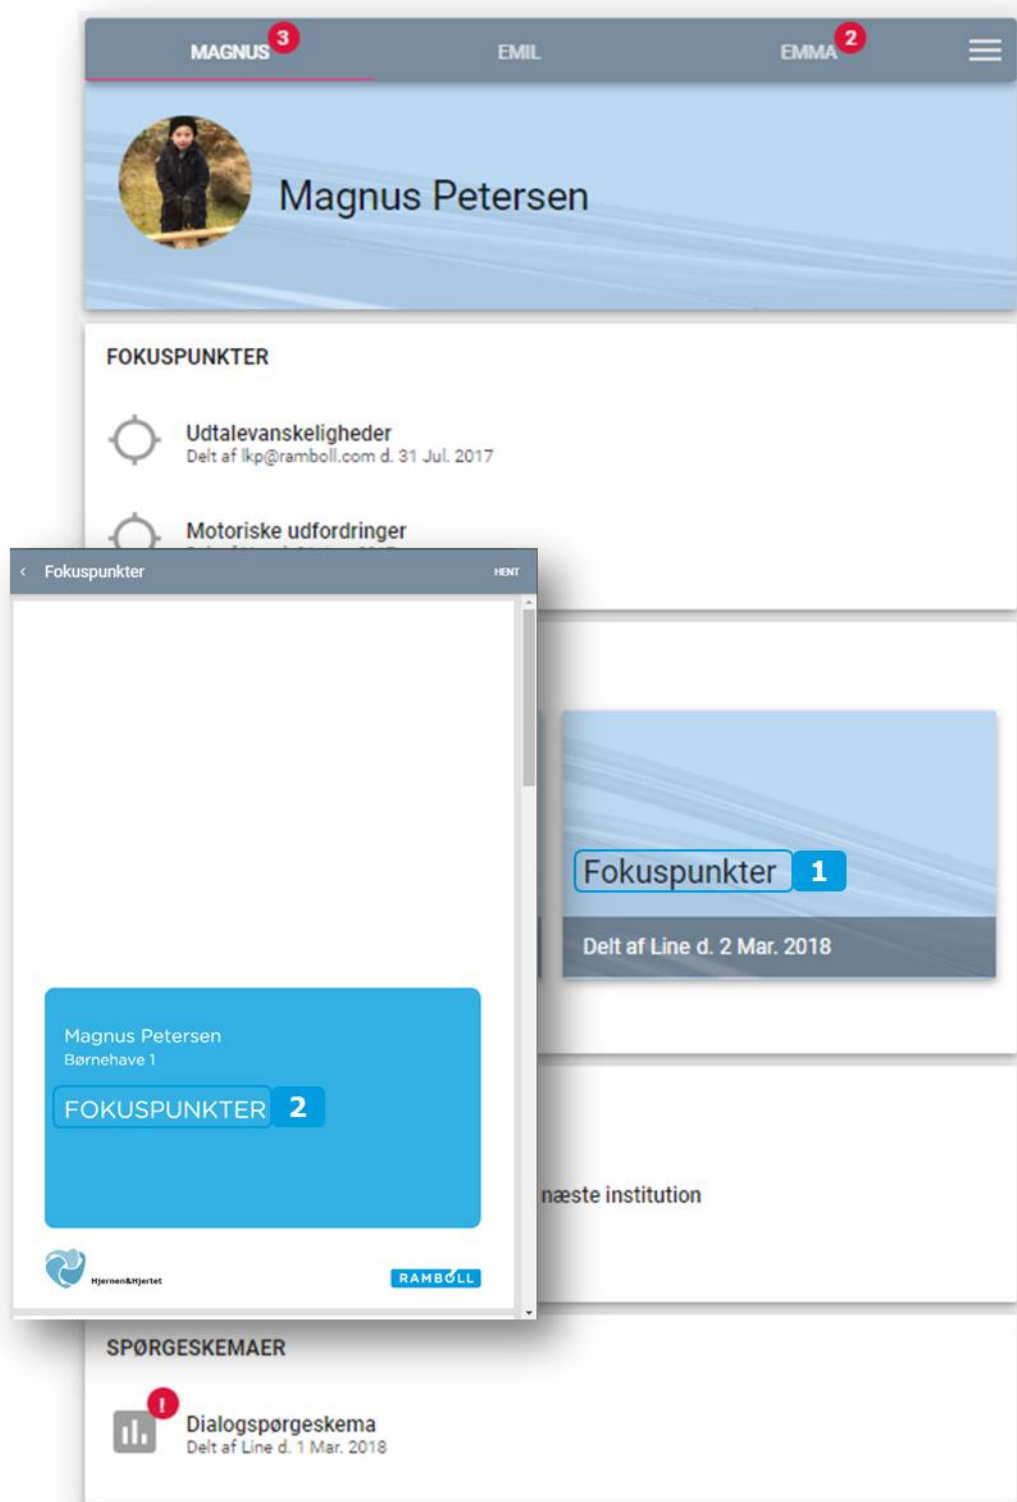 MAGNUS 3 EMIL EMMA 2
Magnus Petersen
FOKUSPUNKTER
Udtalevanskeligheder
Delt af lkp@ramboll.com d. 31 Jul. 2017
Motoriske udfordringer
< Fokuspunkter HENT
Fokuspunkter 1
Delt af Line d. 2 Mar. 2018
Magnus Petersen
Børnehave 1
FOKUSPUNKTER 2
næste institution
Hjernen&Hjertet RAMBOLL
SPØRGESKEMAER
!
Dialogspørgeskema
Delt af Line d. 1 Mar. 2018